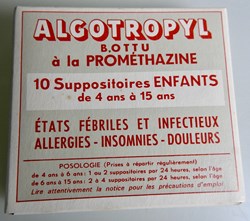 ALGOTROPYL
BOTTU
à la PROMÉTHAZINE
10 Suppositoires ENFANTS
de 4 ans à 15 ans
ÉTATS FÉBRILES ET INFECTIEUX
ALLERGIES - INSOMNIES - DOULEURS
POSOLOGIE (Prises à répartir régulièrement)
de 4 ans à 6 ans : 1 ou 2 suppositoires par 24 heures, selon l'âge
de 6 ans à 15 ans : 2 à 4 suppositoires par 24 heures, selon l'âge
Lire attentivement la notice pour les précautions d'emploi